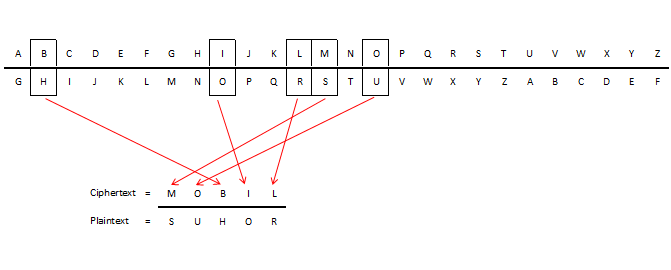 A B C D E F G H I J K L M N O P Q R S T U V W X Y Z
G H I J K L M N O P Q R S T U V W X Y Z A B C D E F
Ciphertext = M O B I L
Plaintext = S U H O R